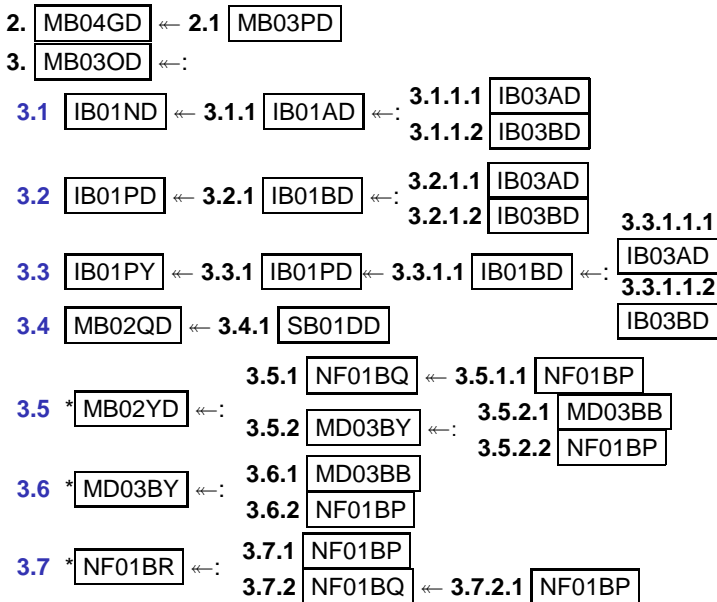 2. MB04GD ↞ 2.1 MB03PD
3. MB03OD ↞:
3.1 IB01ND ↞ 3.1.1 IB01AD ↞: 3.1.1.1 IB03AD
3.1.1.2 IB03BD
3.2 IB01PD ↞ 3.2.1 IB01BD ↞: 3.2.1.1 IB03AD
3.2.1.2 IB03BD
3.3 IB01PY ↞ 3.3.1 IB01PD ↞ 3.3.1.1 IB01BD ↞: 3.3.1.1.1
IB03AD
3.3.1.1.2
IB03BD
3.4 MB02QD ↞ 3.4.1 SB01DD
3.5 *MB02YD ↞: 3.5.1 NF01BQ ↞ 3.5.1.1 NF01BP
3.5.2 MD03BY ↞: 3.5.2.1 MD03BB
3.5.2.2 NF01BP
3.6 *MD03BY ↞: 3.6.1 MD03BB
3.6.2 NF01BP
3.7 *NF01BR ↞: 3.7.1 NF01BP
3.7.2 NF01BQ ↞ 3.7.2.1 NF01BP